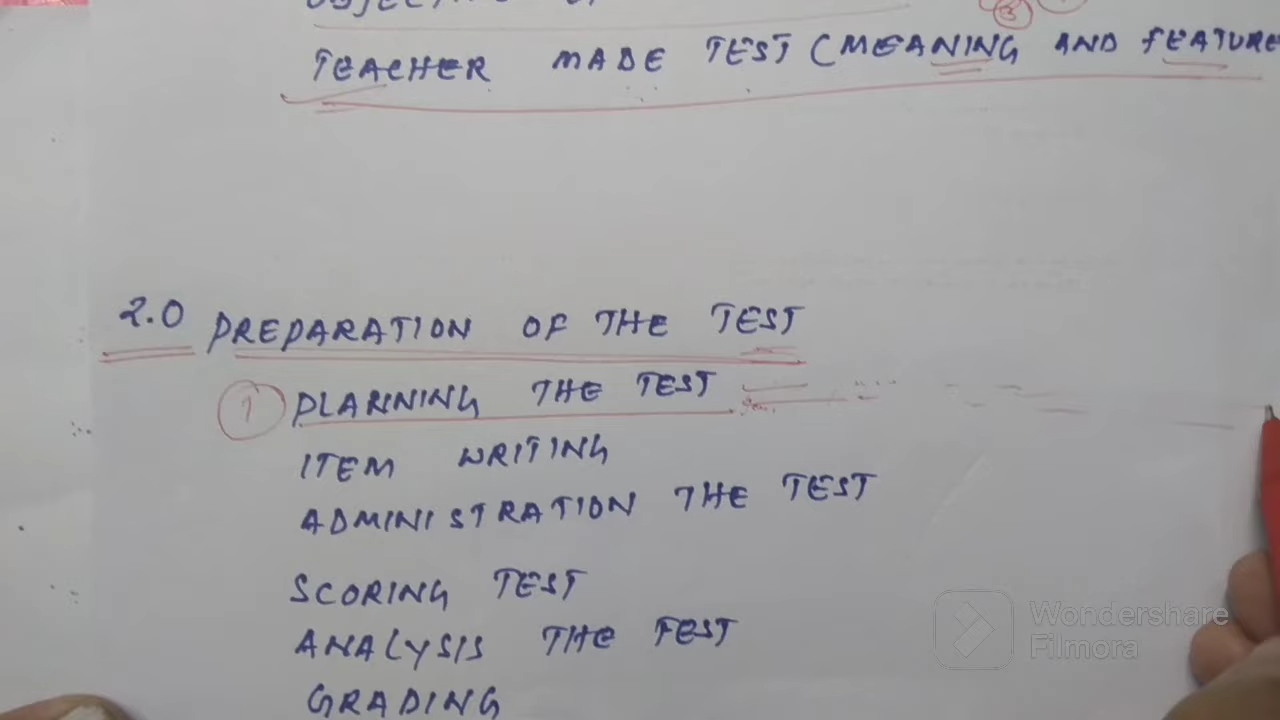 TEACHER MADE TEST (MEANING AND FEATURE
2.0 PREPARATION OF THE TEST
1 PLANNING THE TEST
ITEM WRITING
ADMINISTRATION THE TEST
SCORING TEST
ANALYSIS THE TEST
GRADING
Wondershare
Filmora